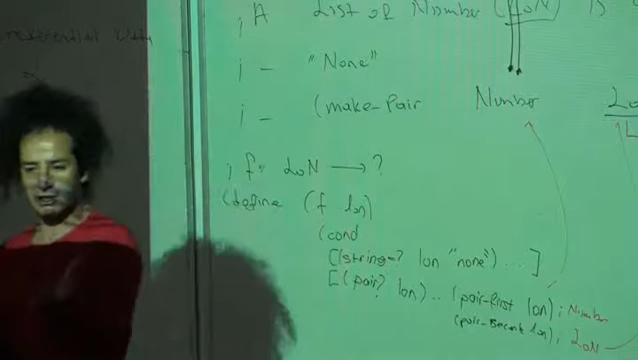 ; A List of Number (LoN) is
; - "None"
; - (make-Pair Number
; f: LoN → ?
(define (f lon)
(cond
[(string=? lon "none") ... ]
[(pair? lon) .. (pair-first lon) ; Number
(pair-second lon) ; LoN